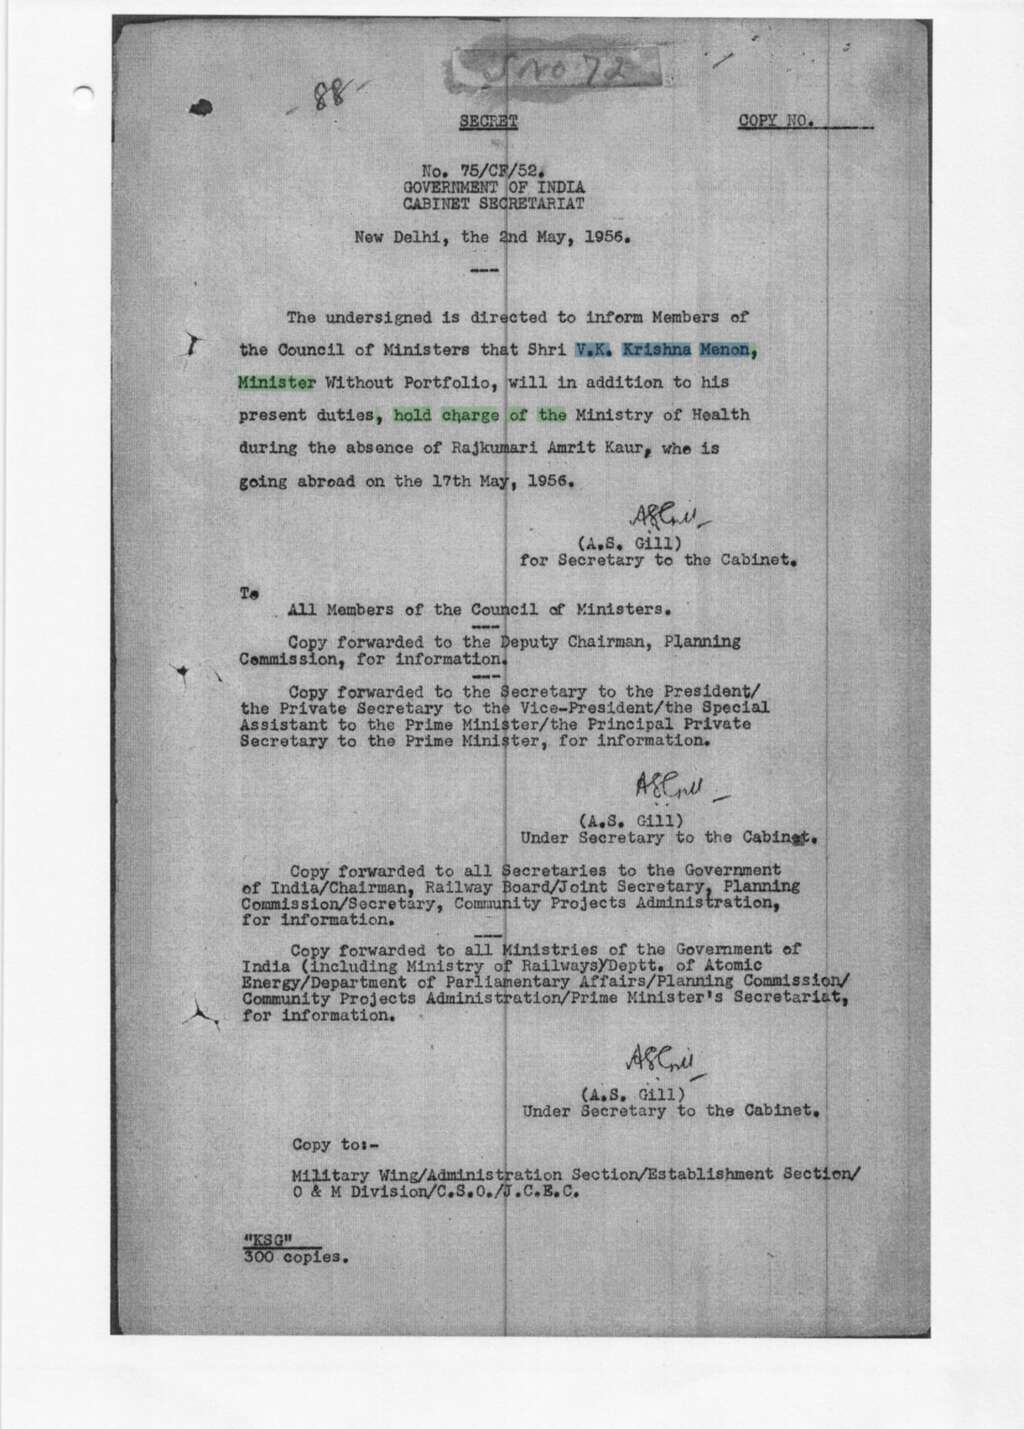 S No 72
88
SECRET
COPY NO.
No. 75/CF/52.
GOVERNMENT OF INDIA
CABINET SECRETARIAT
New Delhi, the 2nd May, 1956.
The undersigned is directed to inform Members of
the Council of Ministers that Shri V.K. Krishna Menon,
Minister Without Portfolio, will in addition to his
present duties, hold charge of the Ministry of Health
during the absence of Rajkumari Amrit Kaur, who is
going abroad on the 17th May, 1956.
ASGill
(A.S. Gill)
for Secretary to the Cabinet.
To
All Members of the Council of Ministers.
Copy forwarded to the Deputy Chairman, Planning
Commission, for information.
Copy forwarded to the Secretary to the President/
the Private Secretary to the Vice-President/the Special
Assistant to the Prime Minister/the Principal Private
Secretary to the Prime Minister, for information.
ASGill
(A.S. Gill)
Under Secretary to the Cabinet.
Copy forwarded to all Secretaries to the Government
of India/Chairman, Railway Board/Joint Secretary, Planning
Commission/Secretary, Community Projects Administration,
for information.
Copy forwarded to all Ministries of the Government of
India (including Ministry of Railways)/Deptt. of Atomic
Energy/Department of Parliamentary Affairs/Planning Commission/
Community Projects Administration/Prime Minister's Secretariat,
for information.
ASGill
(A.S. Gill)
Under Secretary to the Cabinet.
Copy to:-
Military Wing/Administration Section/Establishment Section/
O & M Division/C.S.O./J.C.E.C.
"KSG"
300 copies.